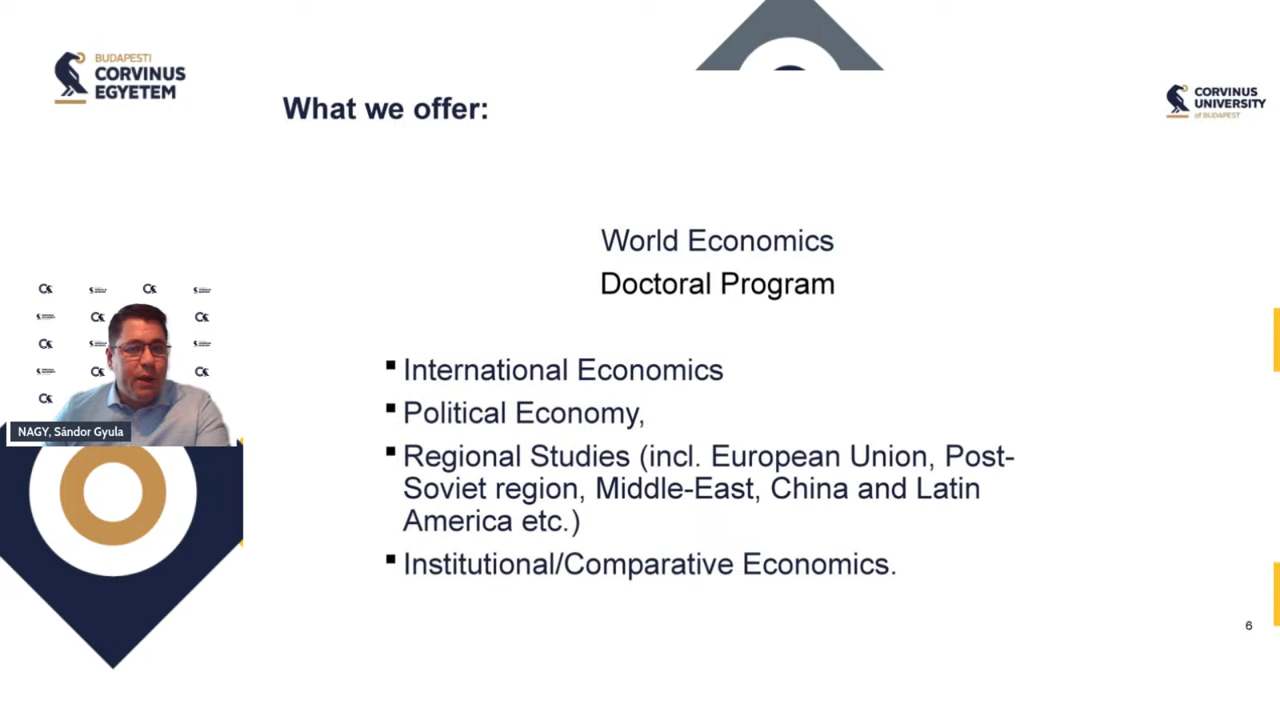 BUDAPESTI
CORVINUS
EGYETEM
What we offer:
CORVINUS
UNIVERSITY
of BUDAPEST
World Economics
Doctoral Program
▪ International Economics
▪ Political Economy,
▪ Regional Studies (incl. European Union, Post-
Soviet region, Middle-East, China and Latin
America etc.)
▪ Institutional/Comparative Economics.
NAGY, Sándor Gyula
6